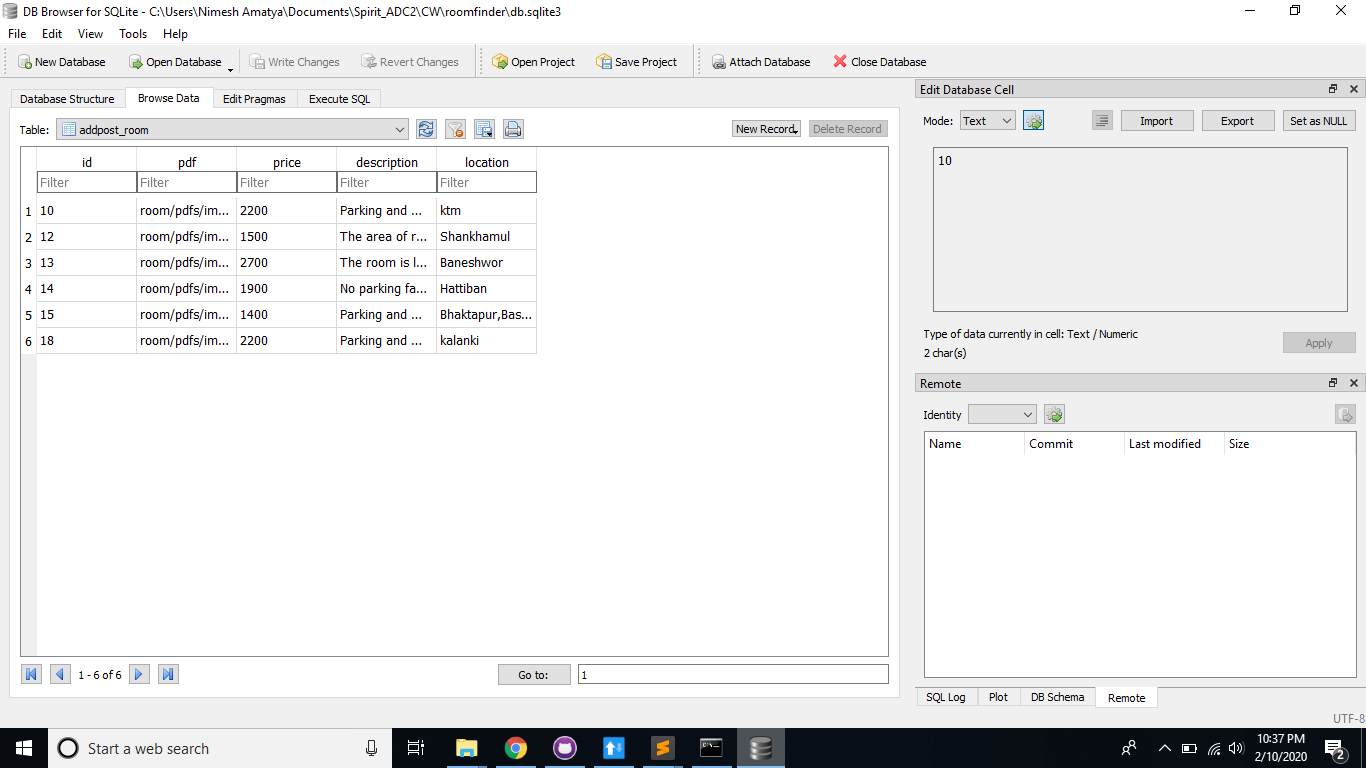 DB Browser for SQLite - C:\Users\Nimesh Amatya\Documents\Spirit_ADC2\CW\roomfinder\db.sqlite3
File Edit View Tools Help
New Database Open Database Write Changes Revert Changes Open Project Save Project Attach Database Close Database
Database Structure Browse Data Edit Pragmas Execute SQL
Table: addpost_room New Record Delete Record
id pdf price description location
Filter Filter Filter Filter Filter
1 10 room/pdfs/im... 2200 Parking and ... ktm
2 12 room/pdfs/im... 1500 The area of r... Shankhamul
3 13 room/pdfs/im... 2700 The room is l... Baneshwor
4 14 room/pdfs/im... 1900 No parking fa... Hattiban
5 15 room/pdfs/im... 1400 Parking and ... Bhaktapur,Bas...
6 18 room/pdfs/im... 2200 Parking and ... kalanki
1 - 6 of 6 Go to: 1
Edit Database Cell
Mode: Text Import Export Set as NULL
10
Type of data currently in cell: Text / Numeric
2 char(s)
Apply
Remote
Identity
Name Commit Last modified Size
SQL Log Plot DB Schema Remote
UTF-8
Start a web search
10:37 PM
2/10/2020
2